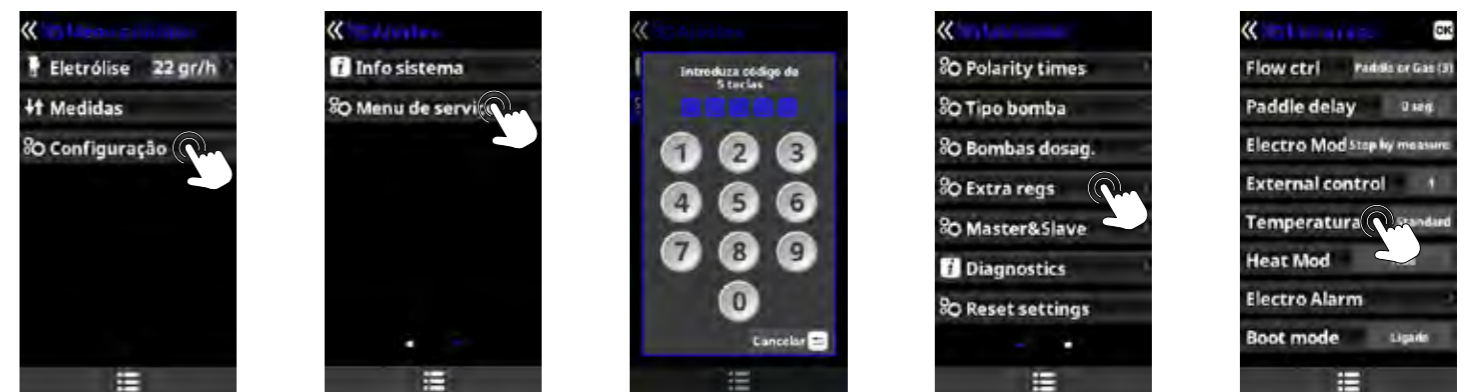 Eletrólise 22 gr/h
Medidas
Configuração
Info sistema
Menu de serviç
Introduza código de
5 teclas
1 2 3
4 5 6
7 8 9
0
Cancelar
Polarity times
Tipo bomba
Bombas dosag.
Extra regs
Master&Slave
Diagnostics
Reset settings
OK
Flow ctrl Paddle or Gas (3)
Paddle delay 0 seg
Electro Mod Stop by measure
External control 1
Temperatura Standard
Heat Mod
Electro Alarm
Boot mode Ligado